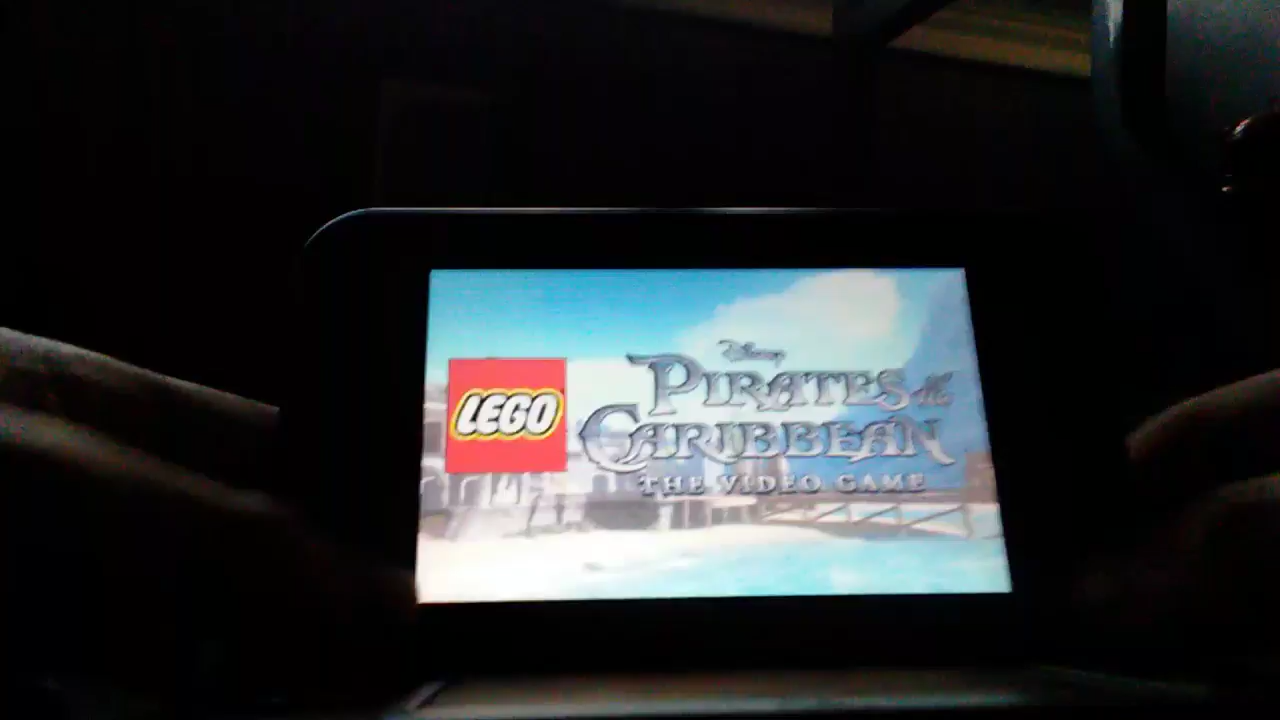 LEGO
Disney
PIRATES OF THE
CARIBBEAN
THE VIDEO GAME